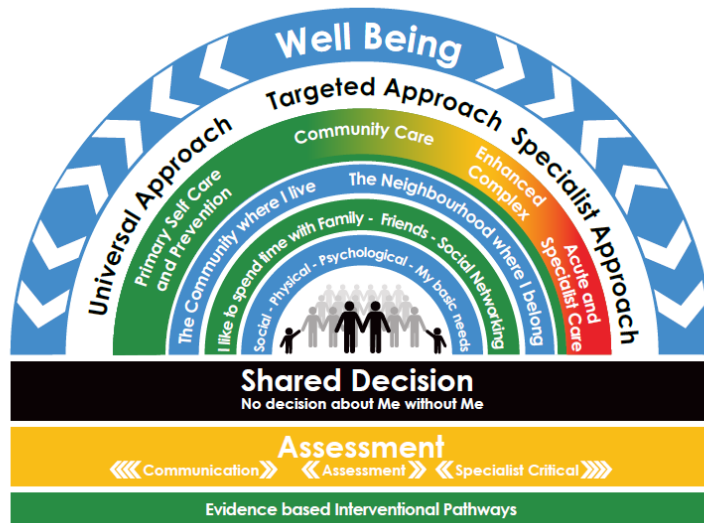 Well Being
Universal Approach
Targeted Approach
Specialist Approach
Primary Self Care
and Prevention
Community Care
Enhanced
Complex
Acute and
Specialist Care
The Community where I live
The Neighbourhood where I belong
I like to spend time with Family - Friends - Social Networking
Social - Physical - Psychological - My basic needs
Shared Decision
No decision about Me without Me
Assessment
Communication
Assessment
Specialist Critical
Evidence based Interventional Pathways